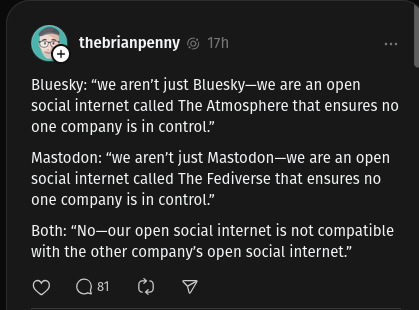 thebrianpenny 17h
Bluesky: “we aren’t just Bluesky—we are an open
social internet called The Atmosphere that ensures no
one company is in control.”
Mastodon: “we aren’t just Mastodon—we are an open
social internet called The Fediverse that ensures no
one company is in control.”
Both: “No—our open social internet is not compatible
with the other company’s open social internet.”
81